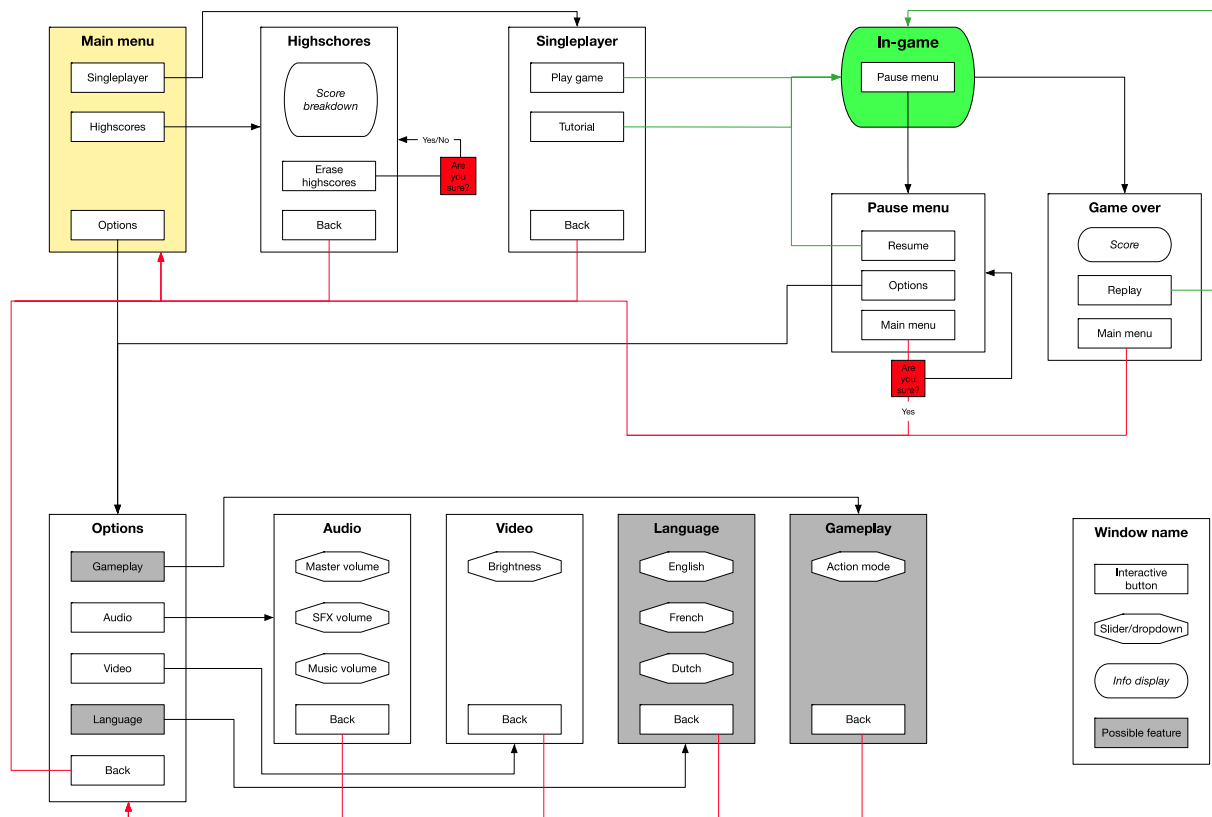 Main menu
Singleplayer
Highscores
Options
Highschores
Score
breakdown
Erase
highscores
Back
Yes/No
Are
you
sure?
Singleplayer
Play game
Tutorial
Back
In-game
Pause menu
Pause menu
Resume
Options
Main menu
Are
you
sure?
Yes
Game over
Score
Replay
Main menu
Options
Gameplay
Audio
Video
Language
Back
Audio
Master volume
SFX volume
Music volume
Back
Video
Brightness
Back
Language
English
French
Dutch
Back
Gameplay
Action mode
Back
Window name
Interactive
button
Slider/dropdown
Info display
Possible feature